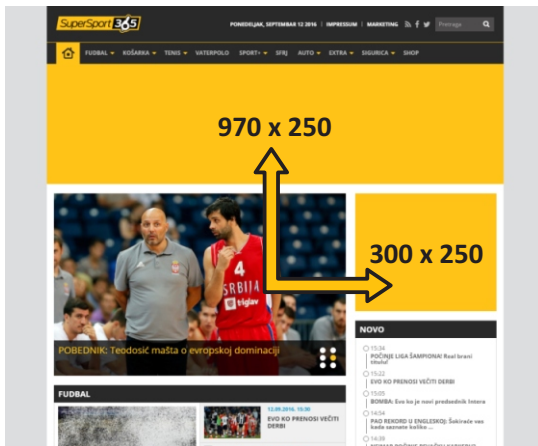 SuperSport 365
PONEDELJAK, SEPTEMBAR 12 2016 | IMPRESSUM | MARKETING
Pretraga
FUDBAL KOŠARKA TENIS VATERPOLO SPORT+ SFRJ AUTO EXTRA SIGURICA SHOP
970 x 250
300 x 250
4
SRBIJA
triglav
POBEDNIK: Teodosić mašta o evropskoj dominaciji
NOVO
15:34
POČINJE LIGA ŠAMPIONA! Real brani
titulu!
15:22
EVO KO PRENOSI VEČITI DERBI
15:05
BOMBA: Evo ko je novi predsednik Intera
14:54
PAO REKORD U ENGLESKOJ: Šokiraće vas
kada saznate koliko ...
14:39
FUDBAL
12.09.2016. 15:30
EVO KO PRENOSI VEČITI
DERBI